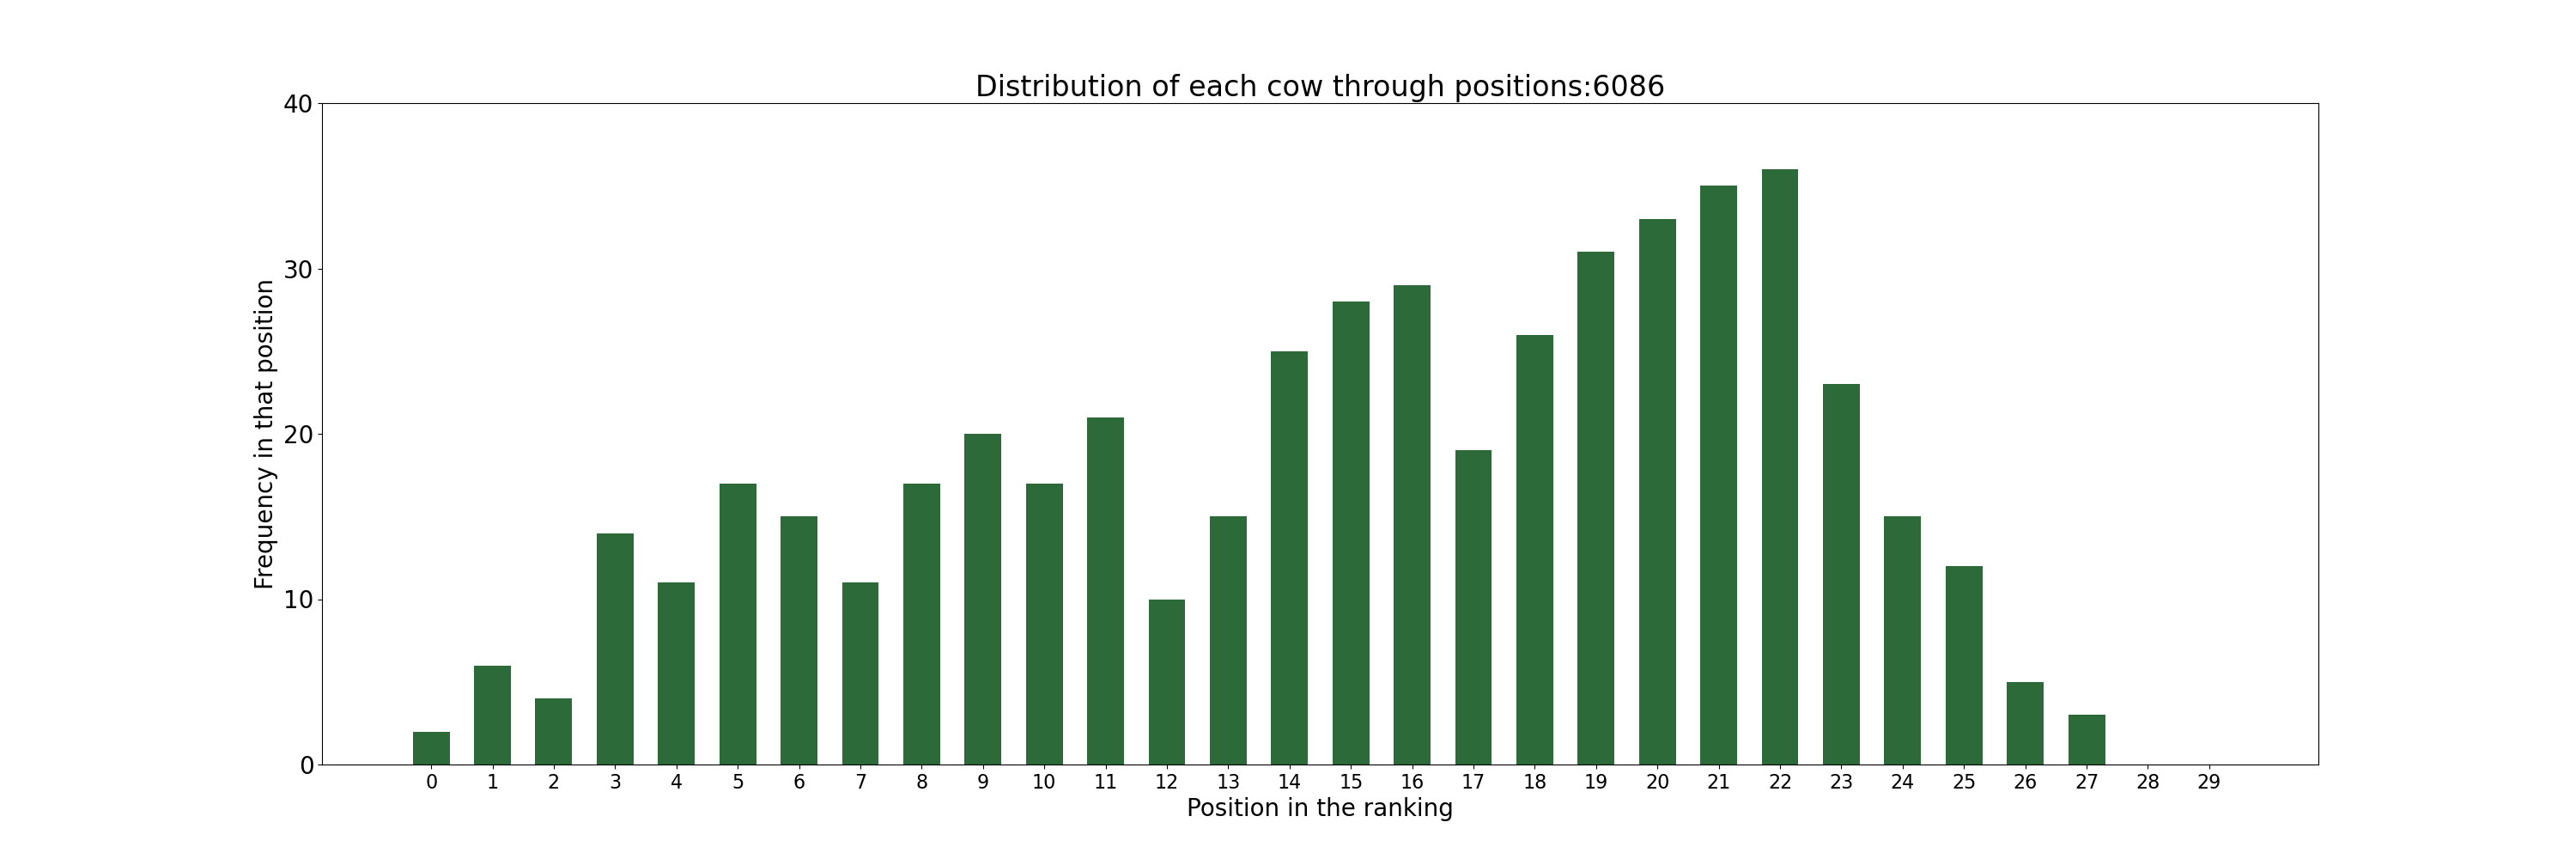 Distribution of each cow through positions:6086
40
30
20
10
0
Frequency in that position
0 1 2 3 4 5 6 7 8 9 10 11 12 13 14 15 16 17 18 19 20 21 22 23 24 25 26 27 28 29
Position in the ranking